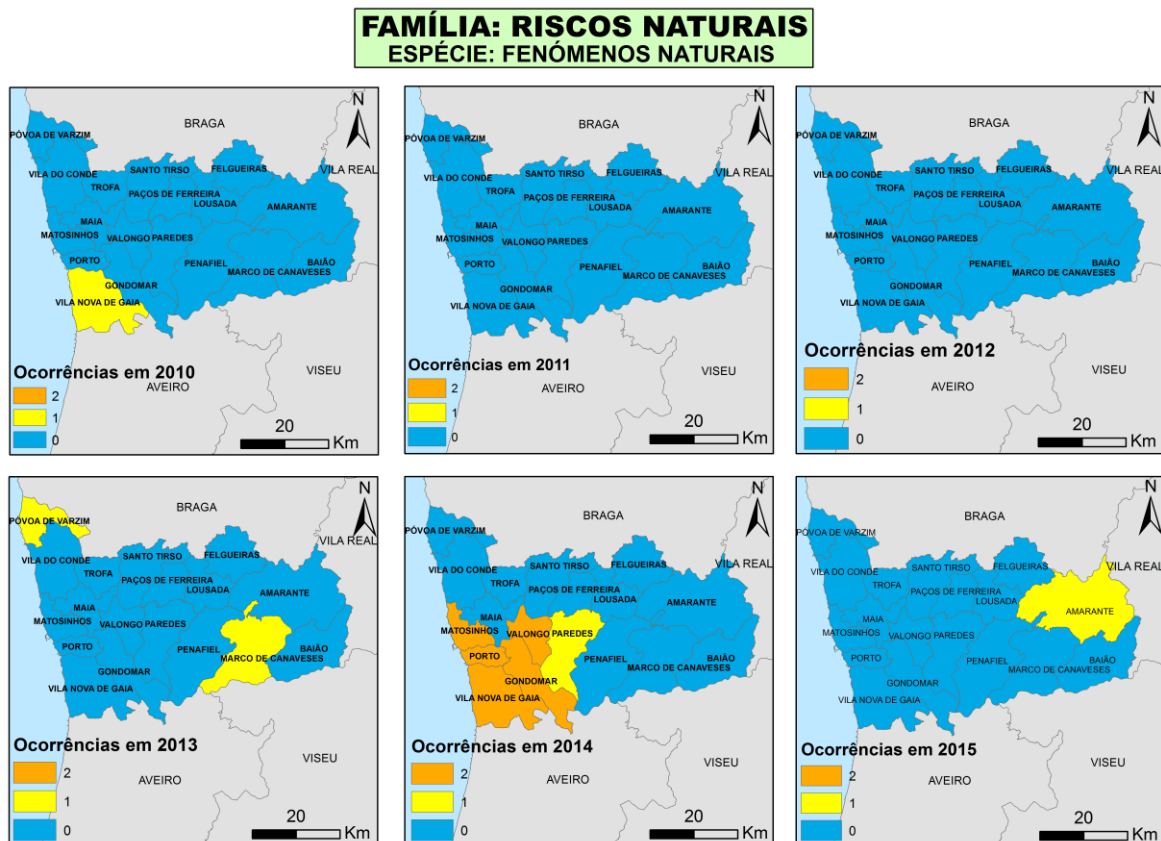 FAMÍLIA: RISCOS NATURAIS
ESPÉCIE: FENÓMENOS NATURAIS
N
BRAGA
PÓVOA DE VARZIM
VILA REAL
SANTO TIRSO
FELGUEIRAS
VILA DO CONDE
TROFA
PAÇOS DE FERREIRA
LOUSADA
AMARANTE
MAIA
MATOSINHOS
VALONGO
PAREDES
PORTO
PENAFIEL
BAIÃO
MARCO DE CANAVESES
GONDOMAR
VILA NOVA DE GAIA
Ocorrências em 2010
VISEU
AVEIRO
2
1
0
20
Km
N
BRAGA
PÓVOA DE VARZIM
VILA REAL
SANTO TIRSO
FELGUEIRAS
VILA DO CONDE
TROFA
PAÇOS DE FERREIRA
LOUSADA
AMARANTE
MAIA
MATOSINHOS
VALONGO
PAREDES
PORTO
PENAFIEL
BAIÃO
MARCO DE CANAVESES
GONDOMAR
VILA NOVA DE GAIA
Ocorrências em 2011
VISEU
AVEIRO
2
1
0
20
Km
N
BRAGA
PÓVOA DE VARZIM
VILA REAL
SANTO TIRSO
FELGUEIRAS
VILA DO CONDE
TROFA
PAÇOS DE FERREIRA
LOUSADA
AMARANTE
MAIA
MATOSINHOS
VALONGO
PAREDES
PORTO
PENAFIEL
BAIÃO
MARCO DE CANAVESES
GONDOMAR
VILA NOVA DE GAIA
Ocorrências em 2012
VISEU
AVEIRO
2
1
0
20
Km
N
BRAGA
PÓVOA DE VARZIM
VILA REAL
SANTO TIRSO
FELGUEIRAS
VILA DO CONDE
TROFA
PAÇOS DE FERREIRA
LOUSADA
AMARANTE
MAIA
MATOSINHOS
VALONGO
PAREDES
PORTO
PENAFIEL
BAIÃO
MARCO DE CANAVESES
GONDOMAR
VILA NOVA DE GAIA
Ocorrências em 2013
VISEU
AVEIRO
2
1
0
20
Km
N
BRAGA
PÓVOA DE VARZIM
VILA REAL
SANTO TIRSO
FELGUEIRAS
VILA DO CONDE
TROFA
PAÇOS DE FERREIRA
LOUSADA
AMARANTE
MAIA
MATOSINHOS
VALONGO
PAREDES
PORTO
PENAFIEL
BAIÃO
MARCO DE CANAVESES
GONDOMAR
VILA NOVA DE GAIA
Ocorrências em 2014
VISEU
AVEIRO
2
1
0
20
Km
N
BRAGA
PÓVOA DE VARZIM
VILA REAL
SANTO TIRSO
FELGUEIRAS
VILA DO CONDE
TROFA
PAÇOS DE FERREIRA
LOUSADA
AMARANTE
MAIA
MATOSINHOS
VALONGO
PAREDES
PORTO
PENAFIEL
BAIÃO
MARCO DE CANAVESES
GONDOMAR
VILA NOVA DE GAIA
Ocorrências em 2015
VISEU
AVEIRO
2
1
0
20
Km